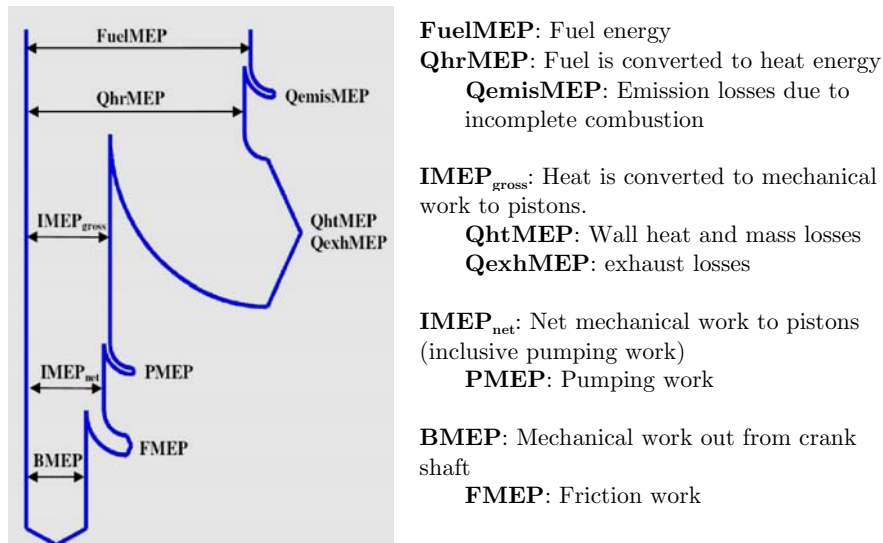 FuelMEP
QhrMEP
QemisMEP
IMEPgross
QhtMEP
QexhMEP
IMEPnet
PMEP
FMEP
BMEP
FuelMEP: Fuel energy
QhrMEP: Fuel is converted to heat energy
QemisMEP: Emission losses due to
incomplete combustion
IMEPgross: Heat is converted to mechanical
work to pistons.
QhtMEP: Wall heat and mass losses
QexhMEP: exhaust losses
IMEPnet: Net mechanical work to pistons
(inclusive pumping work)
PMEP: Pumping work
BMEP: Mechanical work out from crank
shaft
FMEP: Friction work